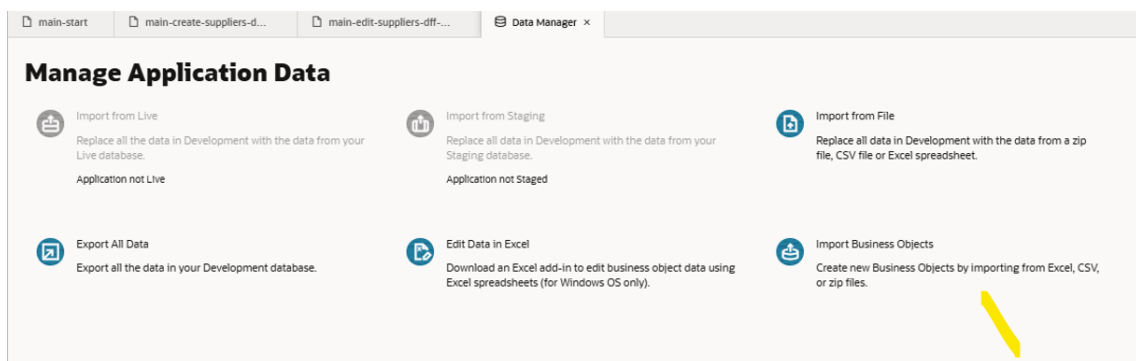 main-start
main-create-suppliers-d...
main-edit-suppliers-dff-...
Data Manager ×
Manage Application Data
Import from Live
Replace all the data in Development with the data from your
Live database.
Application not Live
Import from Staging
Replace all data in Development with the data from your
Staging database.
Application not Staged
Import from File
Replace all data in Development with the data from a zip
file, CSV file or Excel spreadsheet.
Export All Data
Export all the data in your Development database.
Edit Data in Excel
Download an Excel add-in to edit business object data using
Excel spreadsheets (for Windows OS only).
Import Business Objects
Create new Business Objects by importing from Excel, CSV,
or zip files.